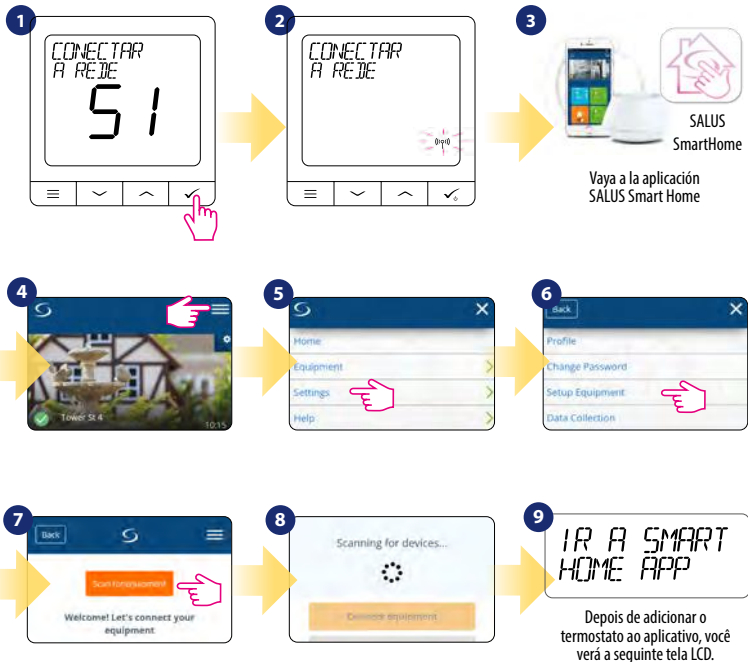 1
CONECTAR
A REDE
SI
2
CONECTAR
A REDE
3
SALUS
SmartHome
Vaya a la aplicación
SALUS Smart Home
4
Tower St 4
10:15
5
Home
Equipment
Settings
Help
6
Back
Profile
Change Password
Setup Equipment
Data Collection
7
Back
Scan for equipment
Welcome! Let's connect your
equipment
8
Scanning for devices...
Connect equipment
9
IR A SMART
HOME APP
Depois de adicionar o
termostato ao aplicativo, você
verá a seguinte tela LCD.